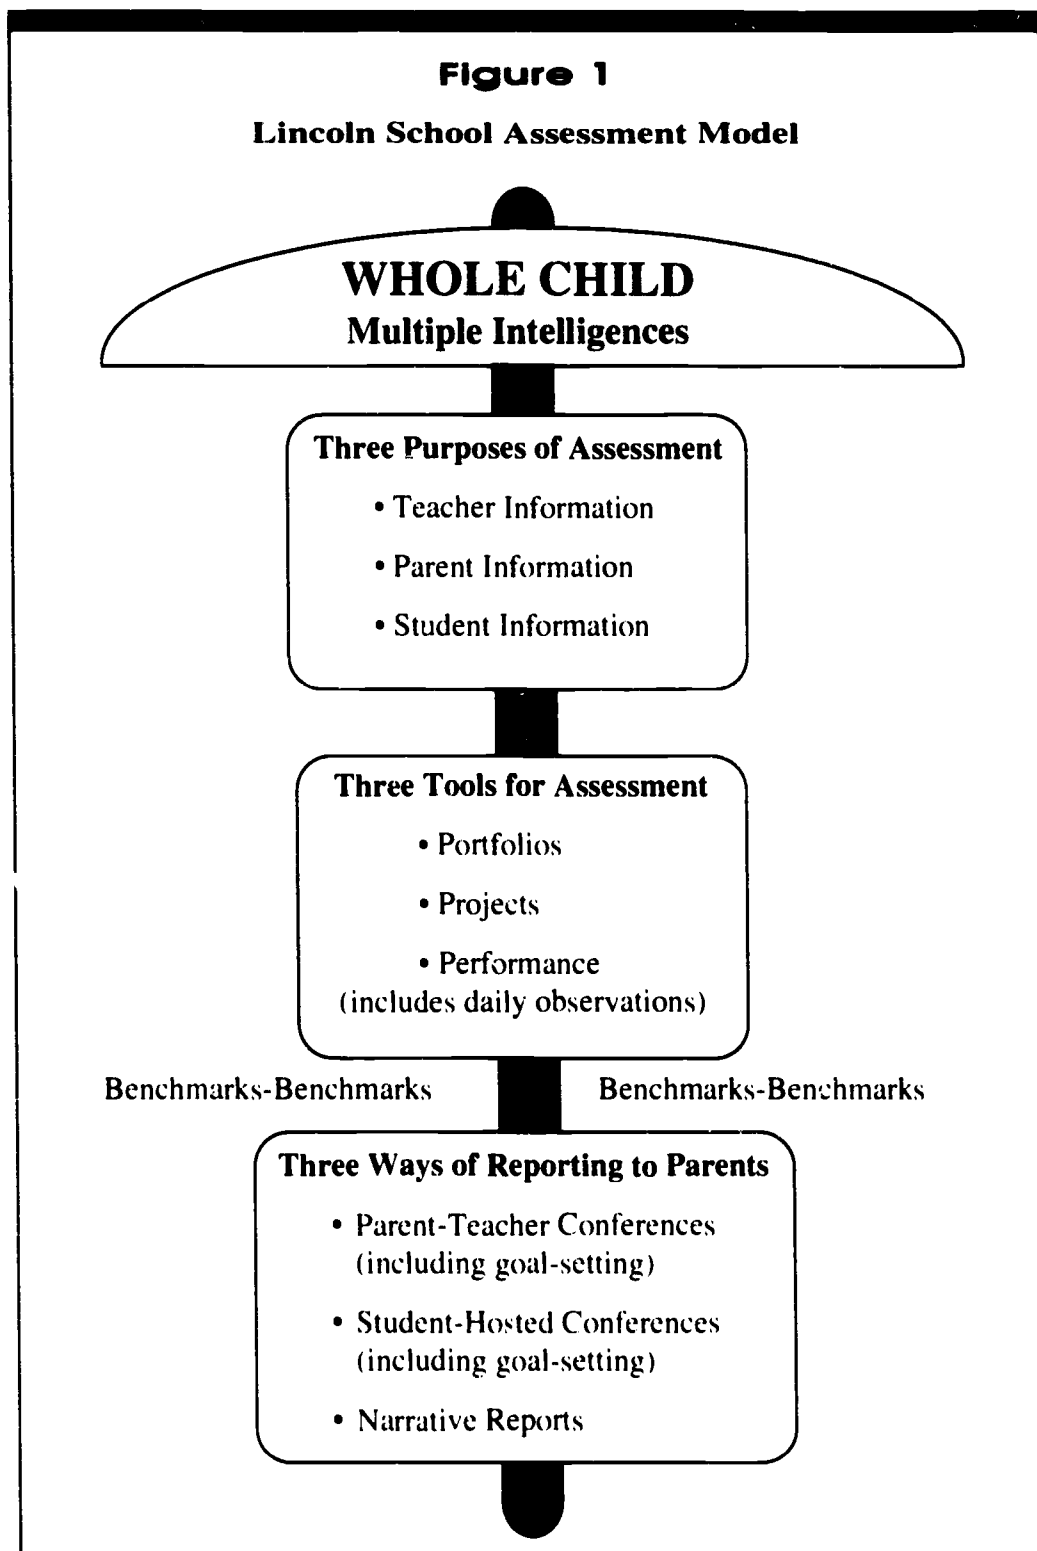 Figure 1
Lincoln School Assessment Model
WHOLE CHILD
Multiple Intelligences
Three Purposes of Assessment
• Teacher Information
• Parent Information
• Student Information
Three Tools for Assessment
• Portfolios
• Projects
• Performance
(includes daily observations)
Benchmarks-Benchmarks Benchmarks-Benchmarks
Three Ways of Reporting to Parents
• Parent-Teacher Conferences
(including goal-setting)
• Student-Hosted Conferences
(including goal-setting)
• Narrative Reports